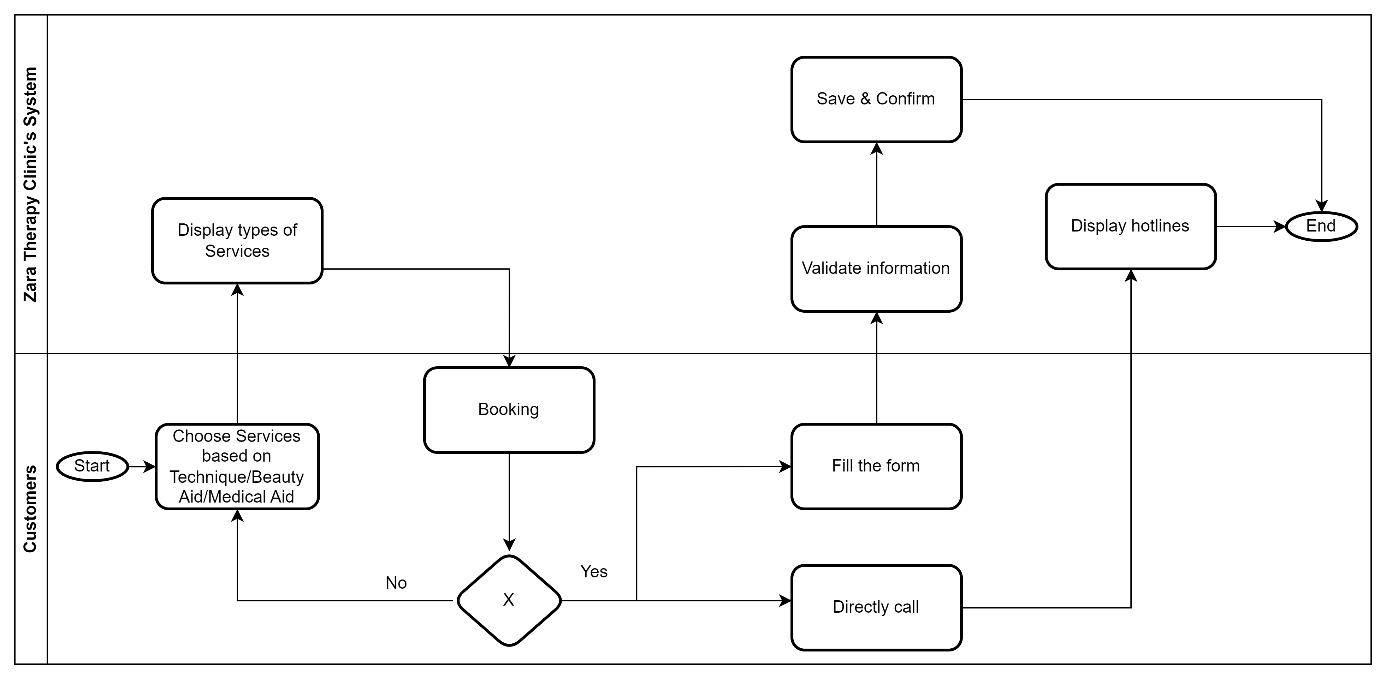 Zara Therapy Clinic's System
Save & Confirm
Display types of
Services
Display hotlines
End
Validate information
Customers
Booking
Start
Choose Services
based on
Technique/Beauty
Aid/Medical Aid
Fill the form
No
Yes
X
Directly call